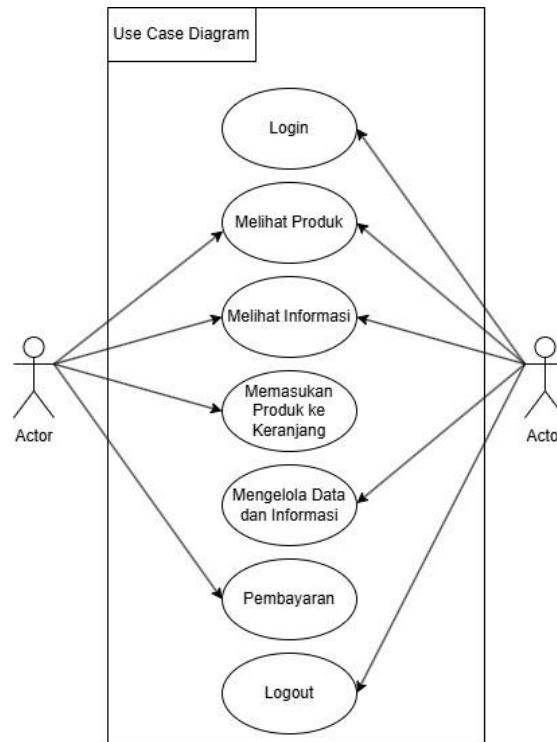 Use Case Diagram
Login
Melihat Produk
Melihat Informasi
Memasukan
Produk ke
Keranjang
Actor
Actor
Mengelola Data
dan Informasi
Pembayaran
Logout